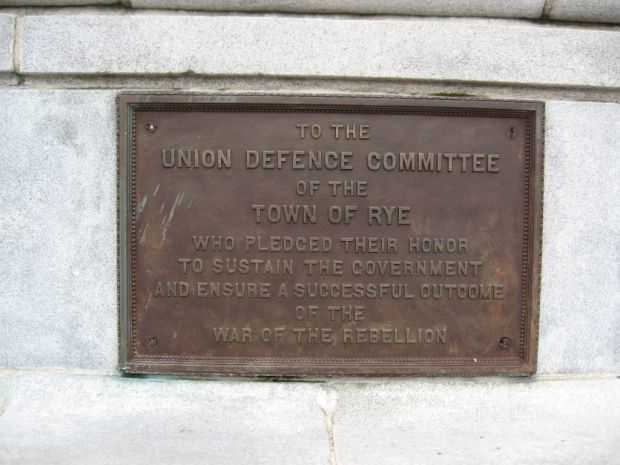 TO THE
UNION DEFENCE COMMITTEE
OF THE
TOWN OF RYE
WHO PLEDGED THEIR HONOR
TO SUSTAIN THE GOVERNMENT
AND ENSURE A SUCCESSFUL OUTCOME
OF THE
WAR OF THE REBELLION